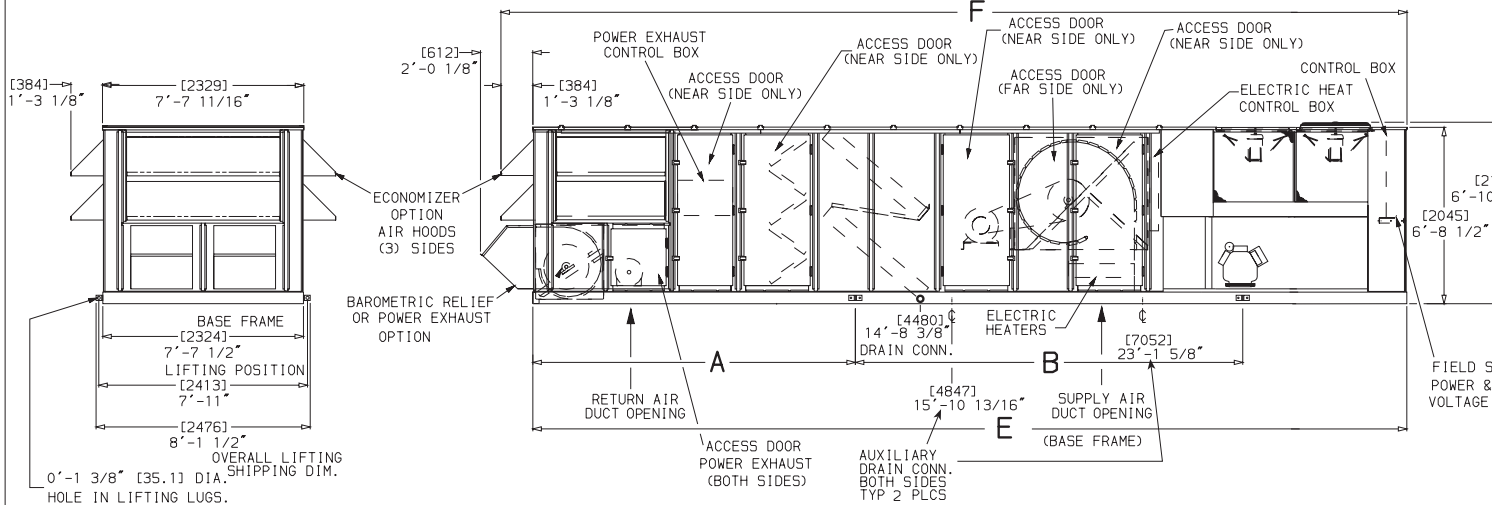 F
[612]
2'-0 1/8"
[384]
1'-3 1/8"
[2329]
7'-7 11/16"
[384]
1'-3 1/8"
POWER EXHAUST
CONTROL BOX
ACCESS DOOR
(NEAR SIDE ONLY)
ACCESS DOOR
(NEAR SIDE ONLY)
ACCESS DOOR
(NEAR SIDE ONLY)
ACCESS DOOR
(FAR SIDE ONLY)
ACCESS DOOR
(NEAR SIDE ONLY)
ELECTRIC HEAT
CONTROL BOX
CONTROL BOX
ECONOMIZER
OPTION
AIR HOODS
(3) SIDES
BAROMETRIC RELIEF
OR POWER EXHAUST
OPTION
[21
6'-10
[2045]
6'-8 1/2"
BASE FRAME
[2324]
7'-7 1/2"
LIFTING POSITION
[2413]
7'-11"
[2476]
8'-1 1/2"
OVERALL LIFTING
SHIPPING DIM.
0'-1 3/8" [35.1] DIA.
HOLE IN LIFTING LUGS.
A
RETURN AIR
DUCT OPENING
ACCESS DOOR
POWER EXHAUST
(BOTH SIDES)
[4480]
14'-8 3/8"
DRAIN CONN.
℄
ELECTRIC
HEATERS
℄
B
[7052]
23'-1 5/8"
[4847]
15'-10 13/16"
SUPPLY AIR
DUCT OPENING
E
(BASE FRAME)
AUXILIARY
DRAIN CONN.
BOTH SIDES
TYP 2 PLCS
FIELD S
POWER &
VOLTAGE